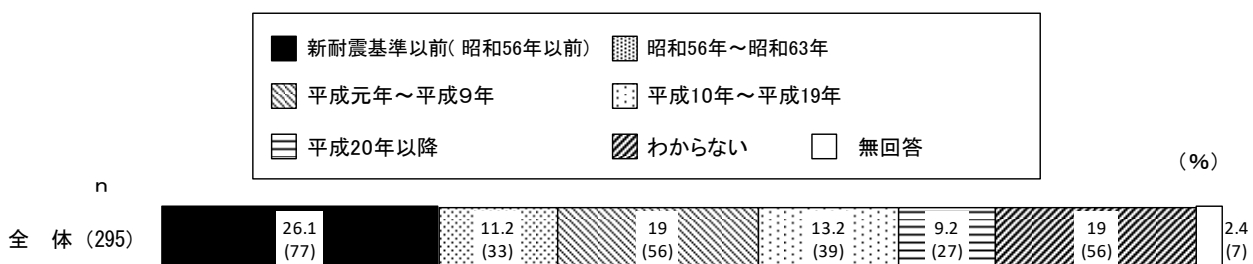 新耐震基準以前( 昭和56年以前) 昭和56年～昭和63年
平成元年～平成９年 平成10年～平成19年
平成20年以降 わからない 無回答
（％）
ｎ
全 体 (295) 26.1 11.2 19 13.2 9.2 19 2.4
(77) (33) (56) (39) (27) (56) (7)